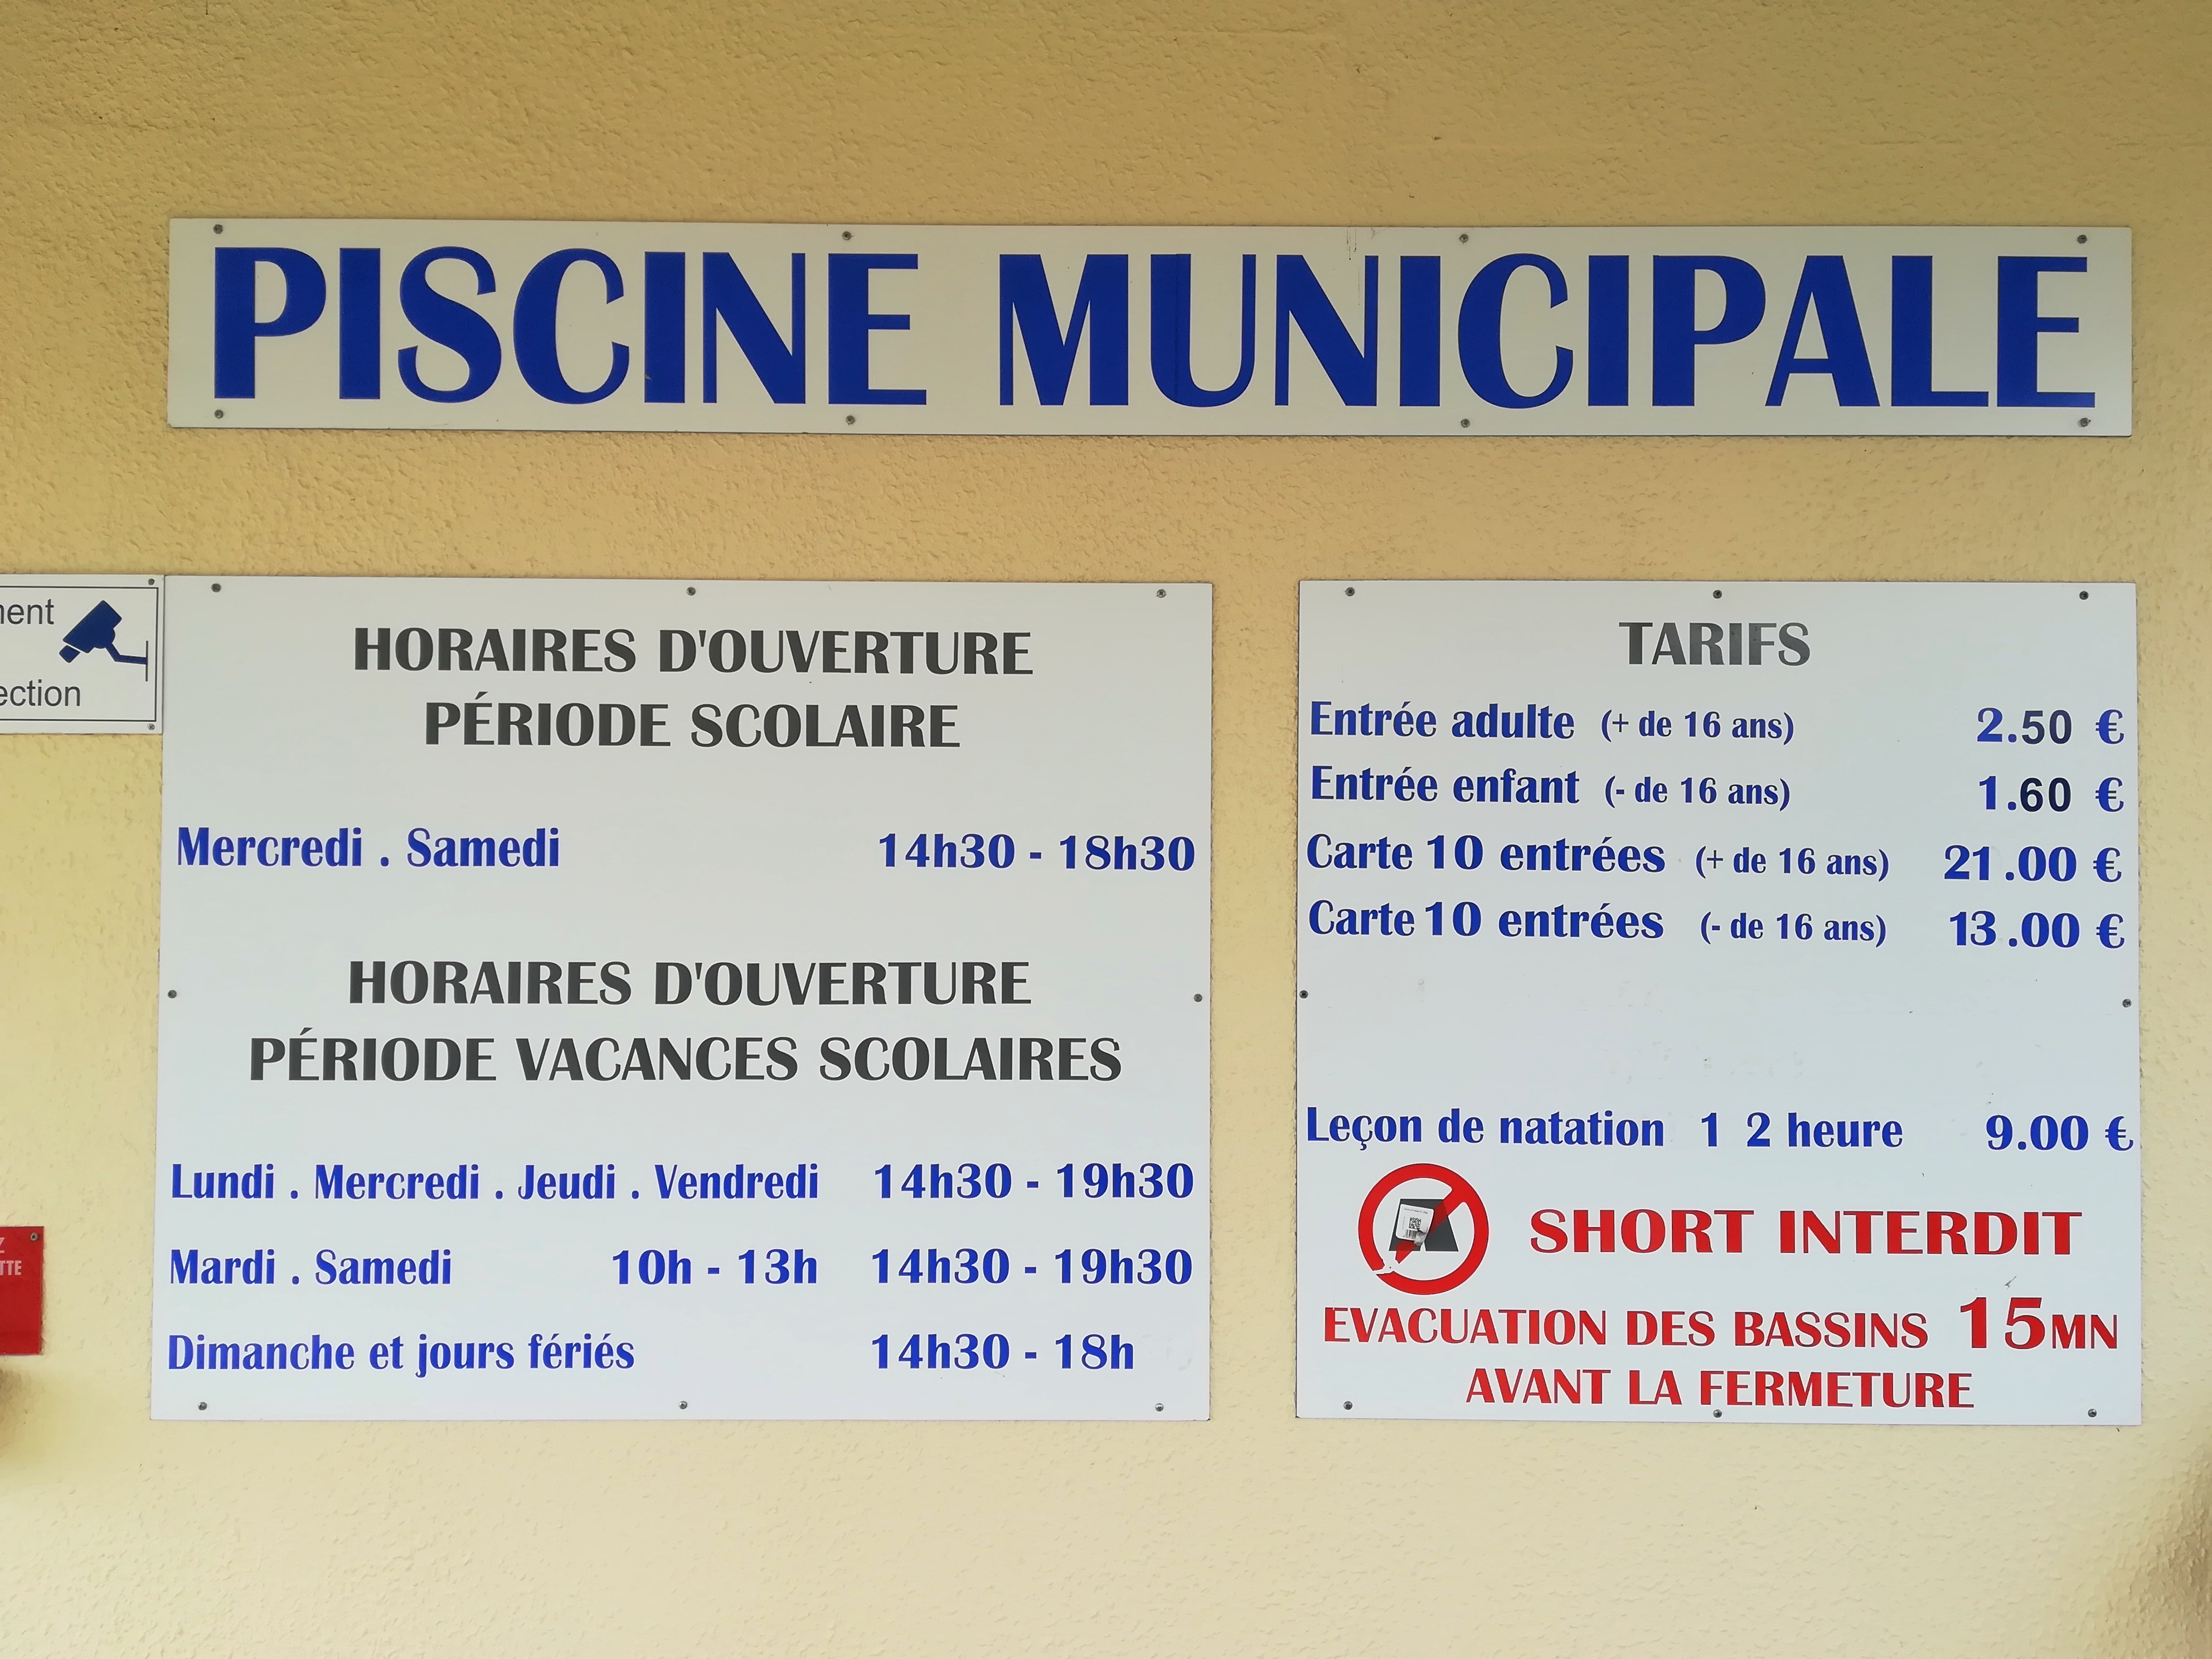 PISCINE MUNICIPALE
ection
HORAIRES D'OUVERTURE
PÉRIODE SCOLAIRE
Mercredi . Samedi 14h30 - 18h30
HORAIRES D'OUVERTURE
PÉRIODE VACANCES SCOLAIRES
Lundi . Mercredi . Jeudi . Vendredi 14h30 - 19h30
Mardi . Samedi 10h - 13h 14h30 - 19h30
Dimanche et jours fériés 14h30 - 18h
TARIFS
Entrée adulte (+ de 16 ans) 2.50 €
Entrée enfant (- de 16 ans) 1.60 €
Carte 10 entrées (+ de 16 ans) 21.00 €
Carte 10 entrées (- de 16 ans) 13.00 €
Leçon de natation 1 2 heure 9.00 €
SHORT INTERDIT
EVACUATION DES BASSINS 15MN
AVANT LA FERMETURE